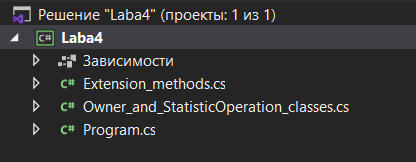 Решение "Laba4" (проекты: 1 из 1)
C# Laba4
Зависимости
C# Extension_methods.cs
C# Owner_and_StatisticOperation_classes.cs
C# Program.cs